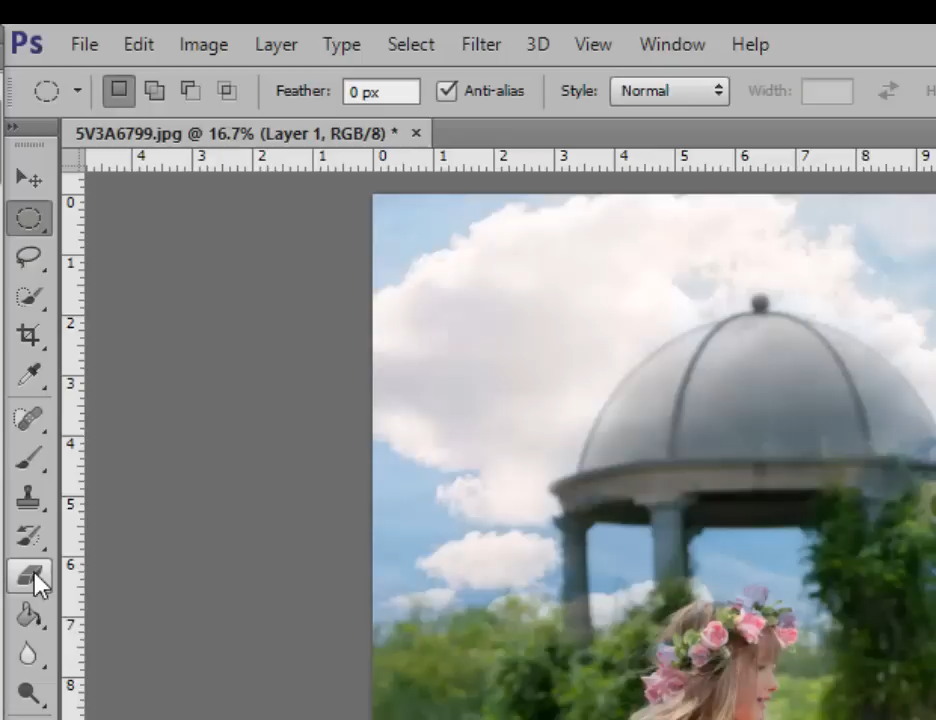 Ps File Edit Image Layer Type Select Filter 3D View Window Help
Feather: 0 px Anti-alias Style: Normal Width: H
5V3A6799.jpg @ 16.7% (Layer 1, RGB/8) * ×
4 3 2 1 0 1 2 3 4 5 6 7 8 9
0
1
2
3
4
5
6
7
8